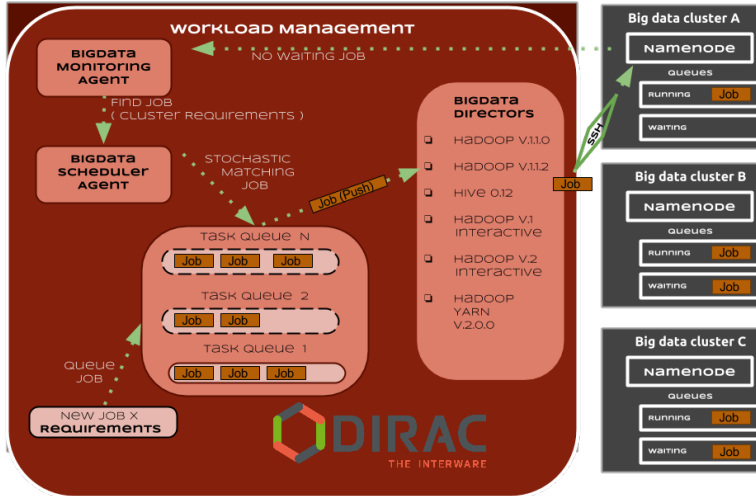 WORKLOAD MANAGEMENT
BIGDATA
MONITORING
AGENT
NO WAITING JOB
FIND JOB
( CLUSTER REQUIREMENTS )
BIGDATA
SCHEDULER
AGENT
STOCHASTIC
MATCHING
JOB
Job (Push)
TASK QUEUE N
Job Job Job
TASK QUEUE 2
Job Job
TASK QUEUE 1
Job Job Job
QUEUE
JOB
NEW JOB X
REQUIREMENTS
BIGDATA
DIRECTORS
HADOOP V.1.1.0
HADOOP V.1.1.2
HIVE 0.12
HADOOP V.1
INTERACTIVE
HADOOP V.2
INTERACTIVE
HADOOP
YARN
V.2.0.0
Job
SSH
DIRAC
THE INTERWARE
Big data cluster A
NAMENODE
QUEUES
RUNNING Job
WAITING
Big data cluster B
NAMENODE
QUEUES
RUNNING Job
WAITING Job
Big data cluster C
NAMENODE
QUEUES
RUNNING Job
WAITING Job